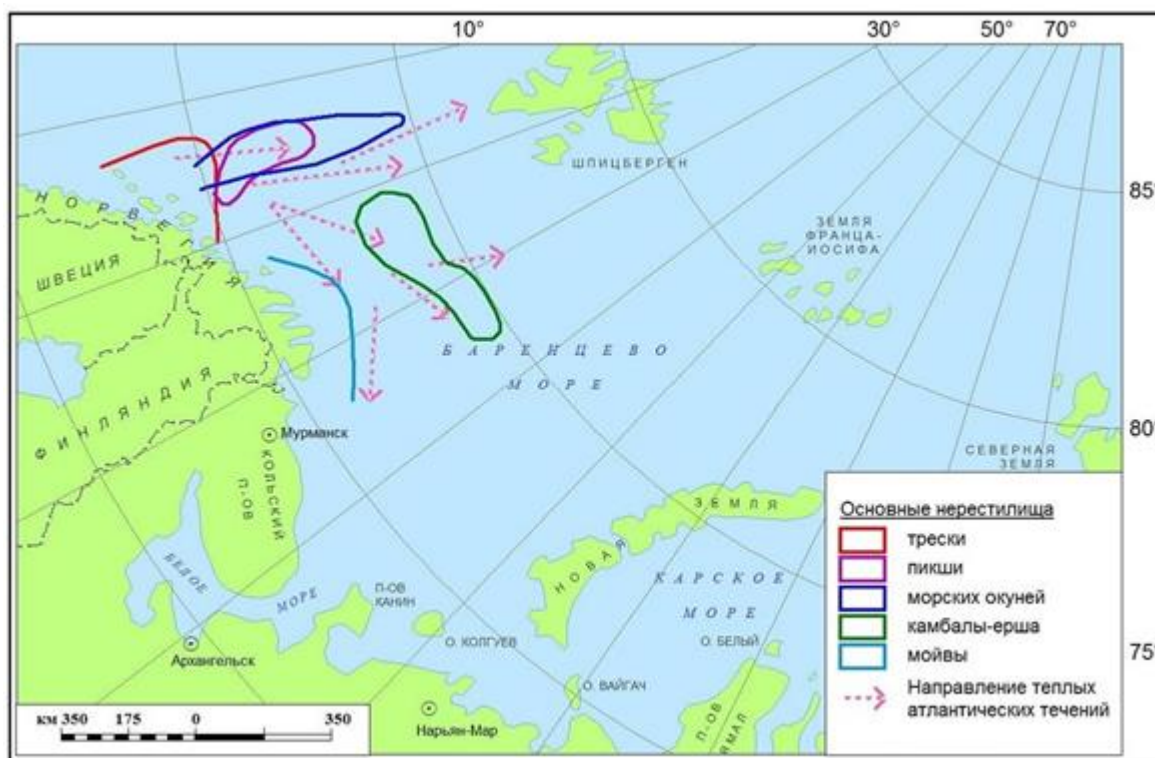 10°
30°
50°
70°
85°
80°
75°
ШПИЦБЕРГЕН
ЗЕМЛЯ
ФРАНЦА-
ИОСИФА
НОРВЕГИЯ
ШВЕЦИЯ
ФИНЛЯНДИЯ
БАРЕНЦЕВО
МОРЕ
Мурманск
КОЛЬСКИЙ
П-ОВ
СЕВЕРНАЯ
ЗЕМЛЯ
НОВАЯ ЗЕМЛЯ
КАРСКОЕ
МОРЕ
БЕЛОЕ МОРЕ
П-ОВ
КАНИН
О. КОЛГУЕВ
О. БЕЛЫЙ
О. ВАЙГАЧ
Архангельск
Нарьян-Мар
П-ОВ
ЯМАЛ
км 350 175 0 350
Основные нерестилища
трески
пикши
морских окуней
камбалы-ерша
мойвы
Направление теплых
атлантических течений